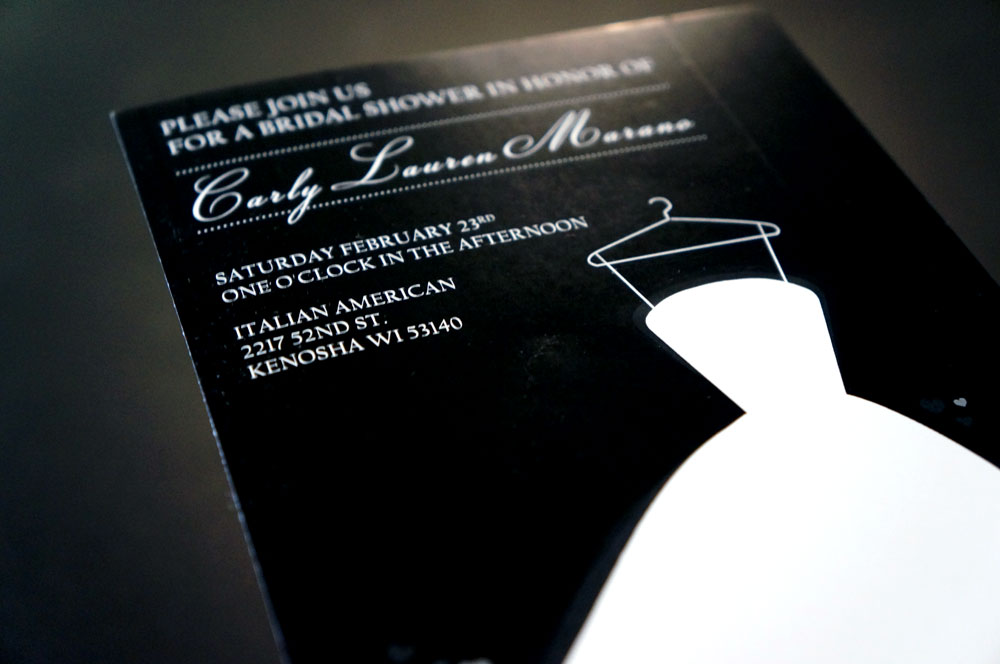 PLEASE JOIN US
FOR A BRIDAL SHOWER IN HONOR OF
Carly Lauren Marano
SATURDAY FEBRUARY 23RD
ONE O'CLOCK IN THE AFTERNOON
ITALIAN AMERICAN
2217 52ND ST.
KENOSHA WI 53140